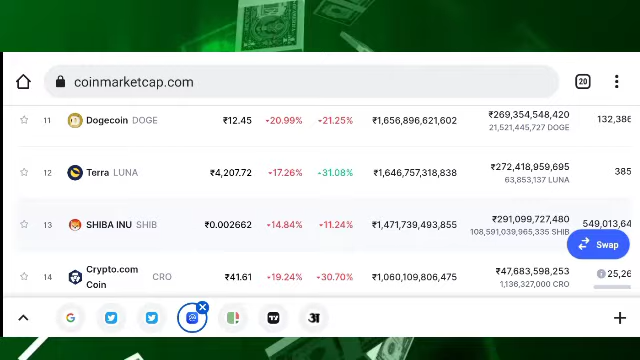 coinmarketcap.com
20
11 Dogecoin DOGE ₹12.45 20.99% 21.25% ₹1,656,896,621,602 ₹269,354,548,420 132,386
21,521,445,727 DOGE
12 Terra LUNA ₹4,207.72 17.26% 31.08% ₹1,646,757,318,838 ₹272,418,959,695 385
63,853,137 LUNA
13 SHIBA INU SHIB ₹0.002662 14.84% 11.24% ₹1,471,739,493,855 ₹291,099,727,480 549,013,64
108,591,039,965,335 SHIB
Swap
14 Crypto.com Coin CRO ₹41.61 19.24% 30.70% ₹1,060,109,806,475 ₹47,683,598,253 25,26
1,136,327,000 CRO
G
अ